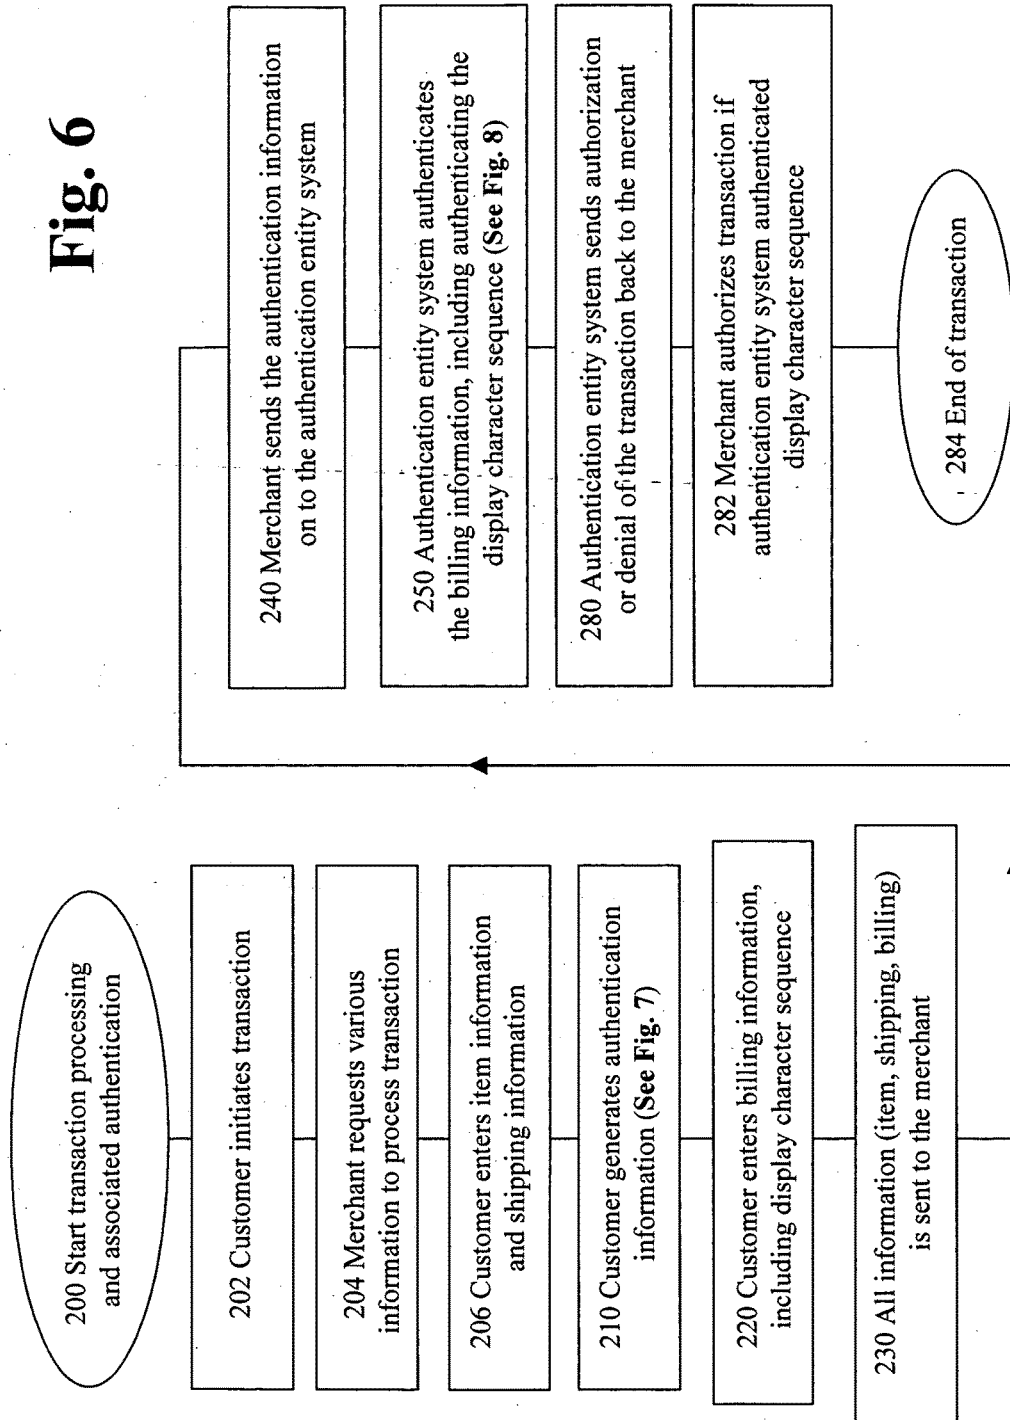 Fig. 6
200 Start transaction processing
and associated authentication
202 Customer initiates transaction
204 Merchant requests various
information to process transaction
206 Customer enters item information
and shipping information
210 Customer generates authentication
information (See Fig. 7)
220 Customer enters billing information,
including display character sequence
230 All information (item, shipping, billing)
is sent to the merchant
240 Merchant sends the authentication information
on to the authentication entity system
250 Authentication entity system authenticates
the billing information, including authenticating the
display character sequence (See Fig. 8)
280 Authentication entity system sends authorization
or denial of the transaction back to the merchant
282 Merchant authorizes transaction if
authentication entity system authenticated
display character sequence
284 End of transaction